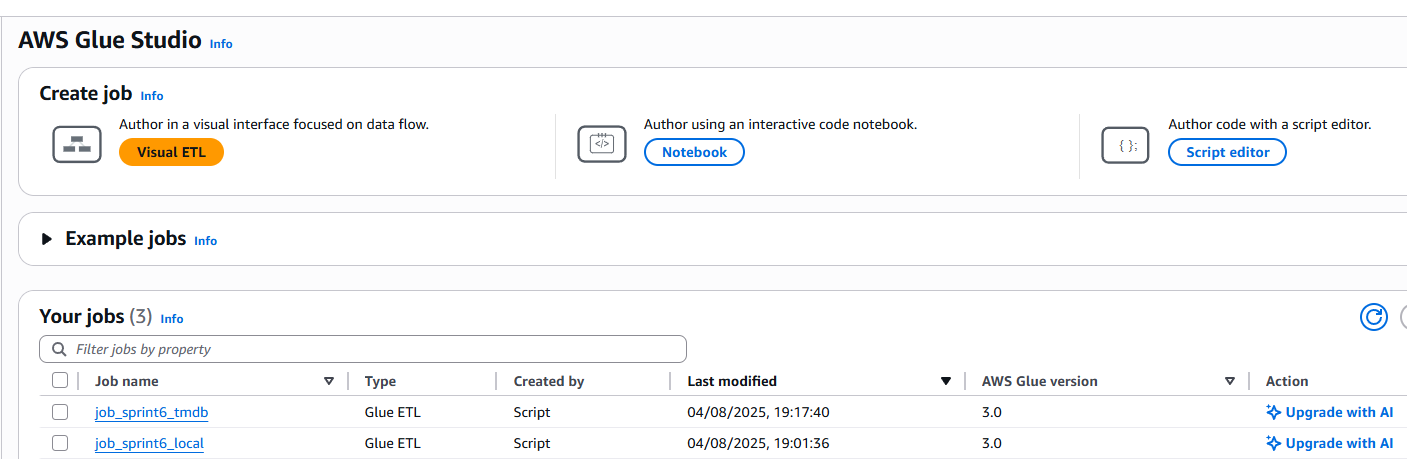 AWS Glue Studio Info
Create job Info
Author in a visual interface focused on data flow.
Visual ETL
Author using an interactive code notebook.
</>
Notebook
Author code with a script editor.
{ };
Script editor
Example jobs Info
Your jobs (3) Info
Filter jobs by property
Job name Type Created by Last modified AWS Glue version Action
job_sprint6_tmdb Glue ETL Script 04/08/2025, 19:17:40 3.0 Upgrade with AI
job_sprint6_local Glue ETL Script 04/08/2025, 19:01:36 3.0 Upgrade with AI